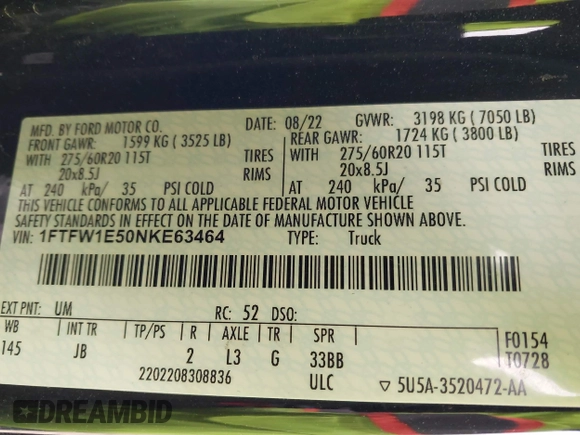 MFD. BY FORD MOTOR CO.
DATE: 08/22 GVWR: 3198 KG ( 7050 LB)
FRONT GAWR: 1599 KG ( 3525 LB)
REAR GAWR: 1724 KG ( 3800 LB)
WITH 275/60R20 115T TIRES
WITH 275/60R20 115T TIRES
20x8.5J RIMS
20x8.5J RIMS
AT 240 kPa/ 35 PSI COLD
AT 240 kPa/ 35 PSI COLD
THIS VEHICLE CONFORMS TO ALL APPLICABLE FEDERAL MOTOR VEHICLE
SAFETY STANDARDS IN EFFECT ON THE DATE OF MANUFACTURE SHOWN ABOVE.
VIN: 1FTFW1E50NKE63464 TYPE: Truck
EXT PNT: UM RC: 52 DSO:
WB INT TR TP/PS R AXLE TR SPR
145 JB 2 L3 G 33BB
F0154
T0728
2202208308836 ULC ▽ 5U5A-3520472-AA
DREAMBID